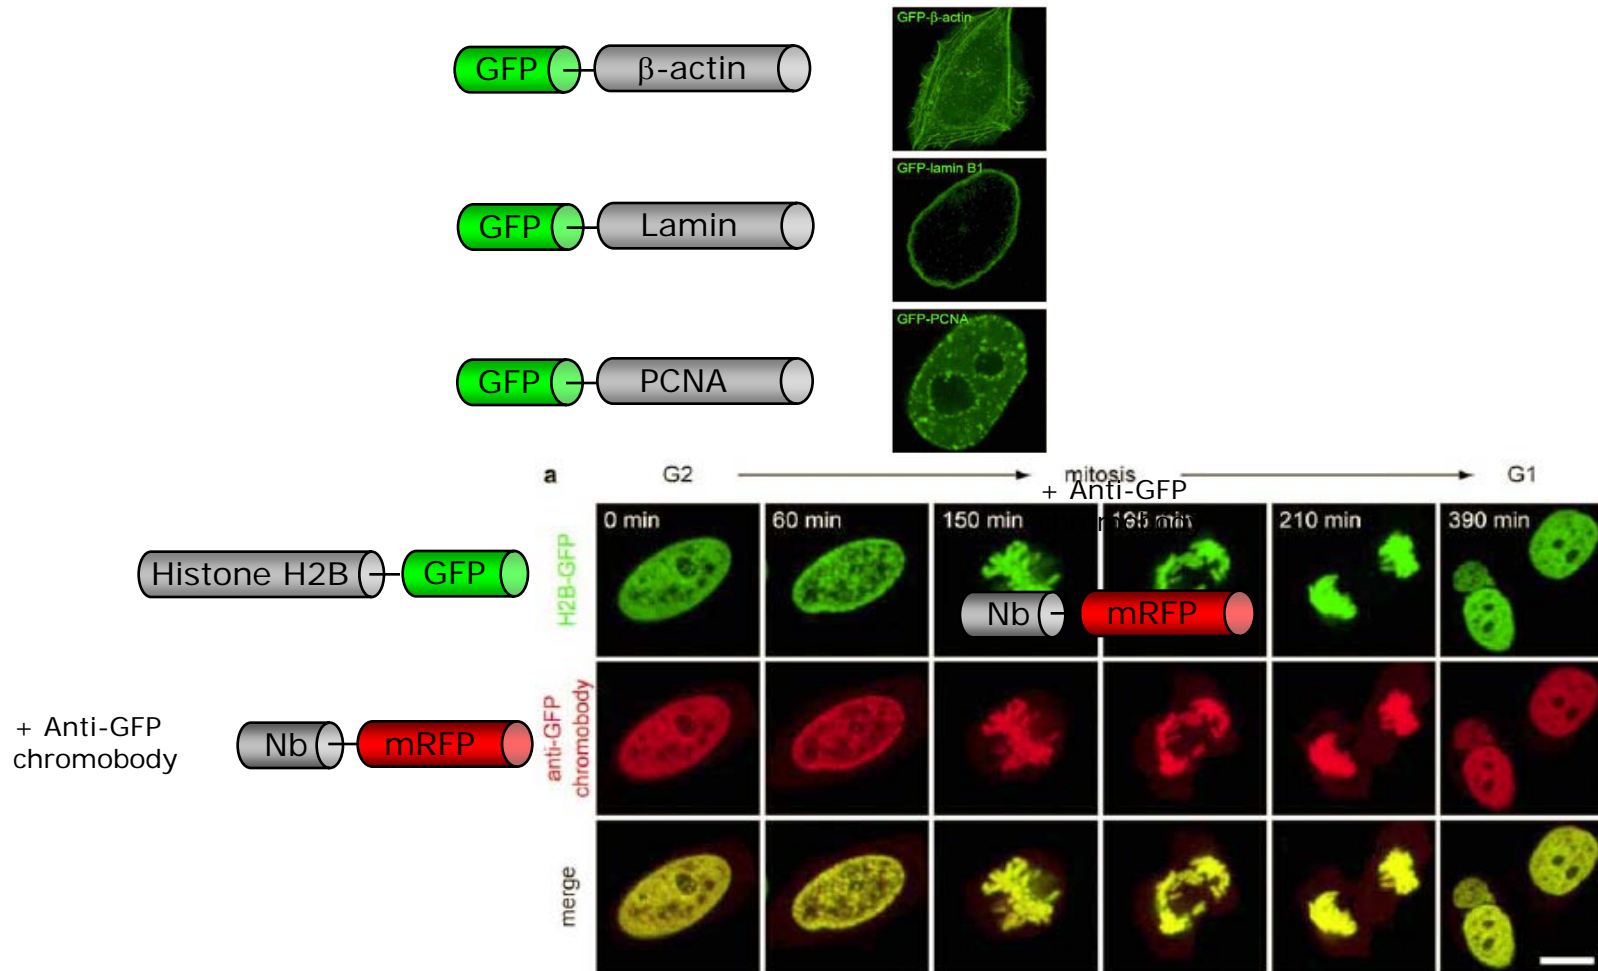 GFP
β-actin
GFP-β-actin
GFP
Lamin
GFP-lamin B1
GFP
PCNA
GFP-PCNA
a
G2
mitosis
G1
+ Anti-GFP
chromobody
0 min
60 min
150 min
210 min
390 min
Histone H2B
GFP
H2B-GFP
Nb
mRFP
+ Anti-GFP
chromobody
Nb
mRFP
anti-GFP
chromobody
merge